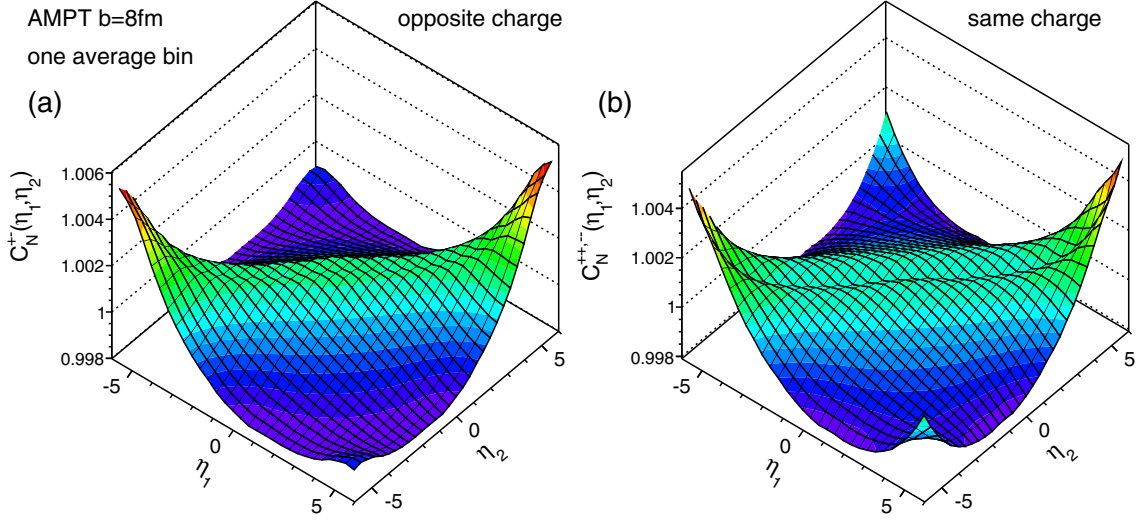 AMPT b=8fm
one average bin
opposite charge
same charge
(a)
(b)
C_N^{+-}(η_1,η_2)
1.006
1.004
1.002
1
0.998
-5
0
5
η_1
-5
0
5
η_2
C_N^{++,--}(η_1,η_2)
1.004
1.002
1
0.998
-5
0
5
η_1
-5
0
5
η_2